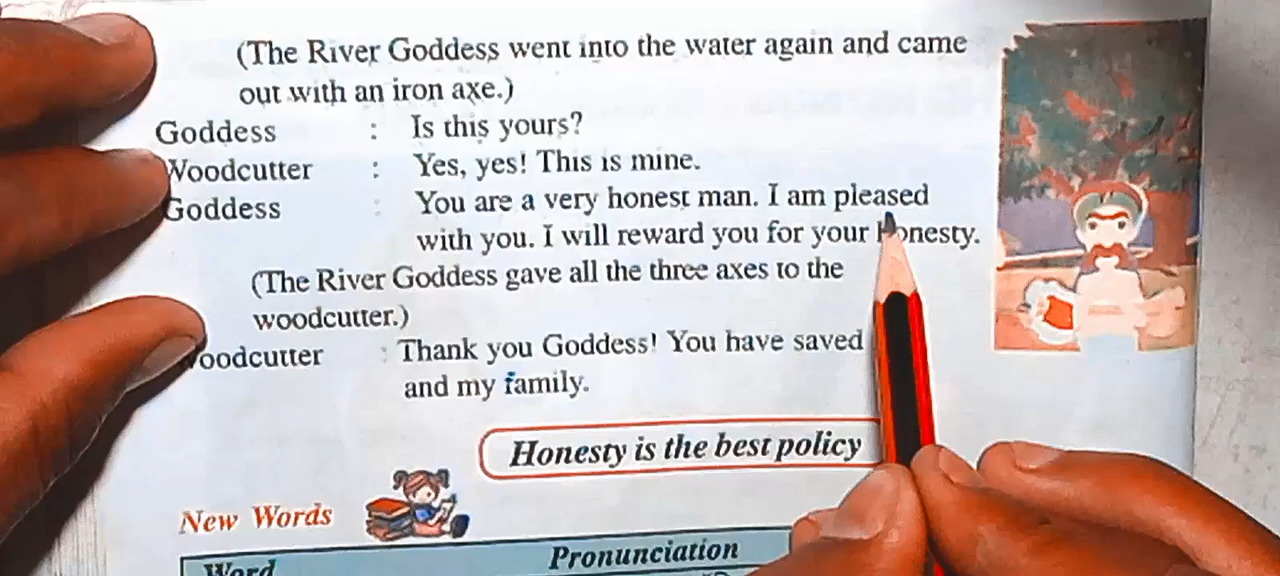 (The River Goddess went into the water again and came
out with an iron axe.)
Goddess : Is this yours?
Woodcutter : Yes, yes! This is mine.
Goddess : You are a very honest man. I am pleased
with you. I will reward you for your honesty.
(The River Goddess gave all the three axes to the
woodcutter.)
Woodcutter : Thank you Goddess! You have saved
and my family.
Honesty is the best policy
New Words
Word Pronunciation